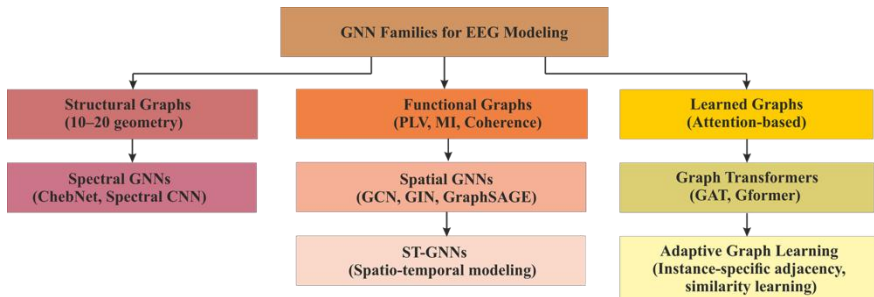 GNN Families for EEG Modeling
Structural Graphs
(10–20 geometry)
Functional Graphs
(PLV, MI, Coherence)
Learned Graphs
(Attention-based)
Spectral GNNs
(ChebNet, Spectral CNN)
Spatial GNNs
(GCN, GIN, GraphSAGE)
Graph Transformers
(GAT, Gformer)
ST-GNNs
(Spatio-temporal modeling)
Adaptive Graph Learning
(Instance-specific adjacency,
similarity learning)